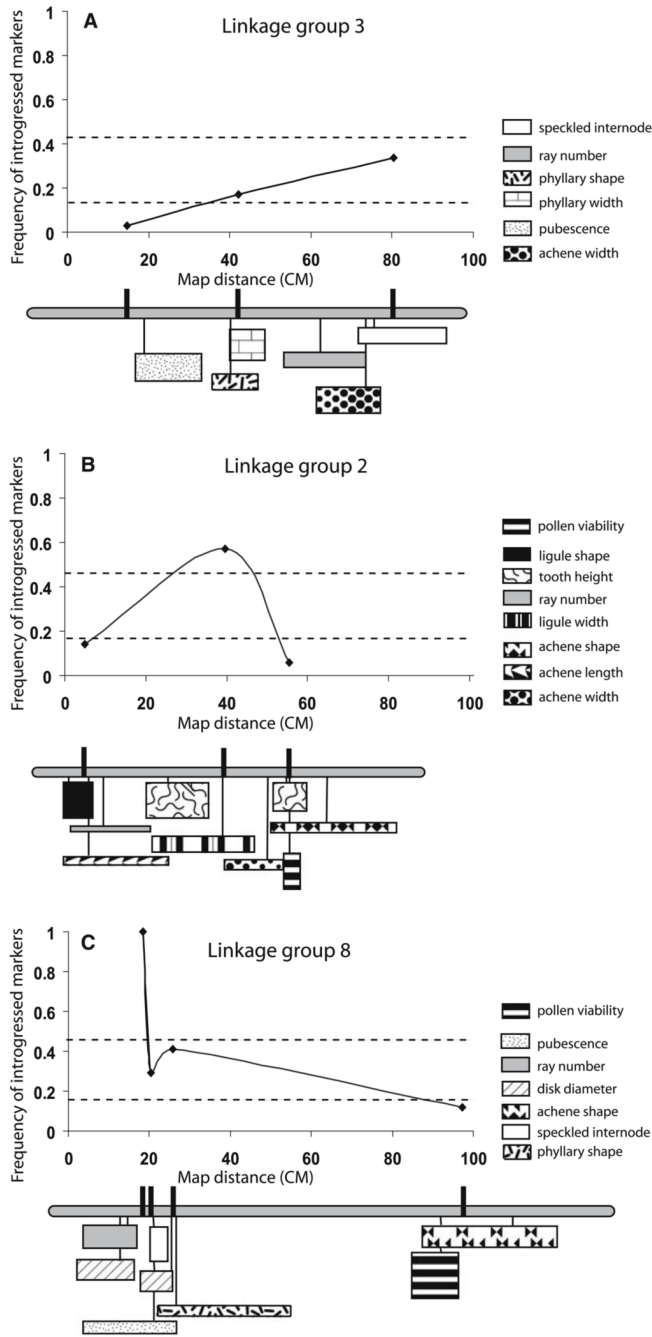 A
Linkage group 3
Frequency of introgressed markers
1
0.8
0.6
0.4
0.2
0
0 20 40 60 80 100
Map distance (CM)
speckled internode
ray number
phyllary shape
phyllary width
pubescence
achene width
B
Linkage group 2
Frequency of introgressed markers
1
0.8
0.6
0.4
0.2
0
0 20 40 60 80 100
Map distance (CM)
pollen viability
ligule shape
tooth height
ray number
ligule width
achene shape
achene length
achene width
C
Linkage group 8
Frequency of introgressed markers
1
0.8
0.6
0.4
0.2
0
0 20 40 60 80 100
Map distance (CM)
pollen viability
pubescence
ray number
disk diameter
achene shape
speckled internode
phyllary shape